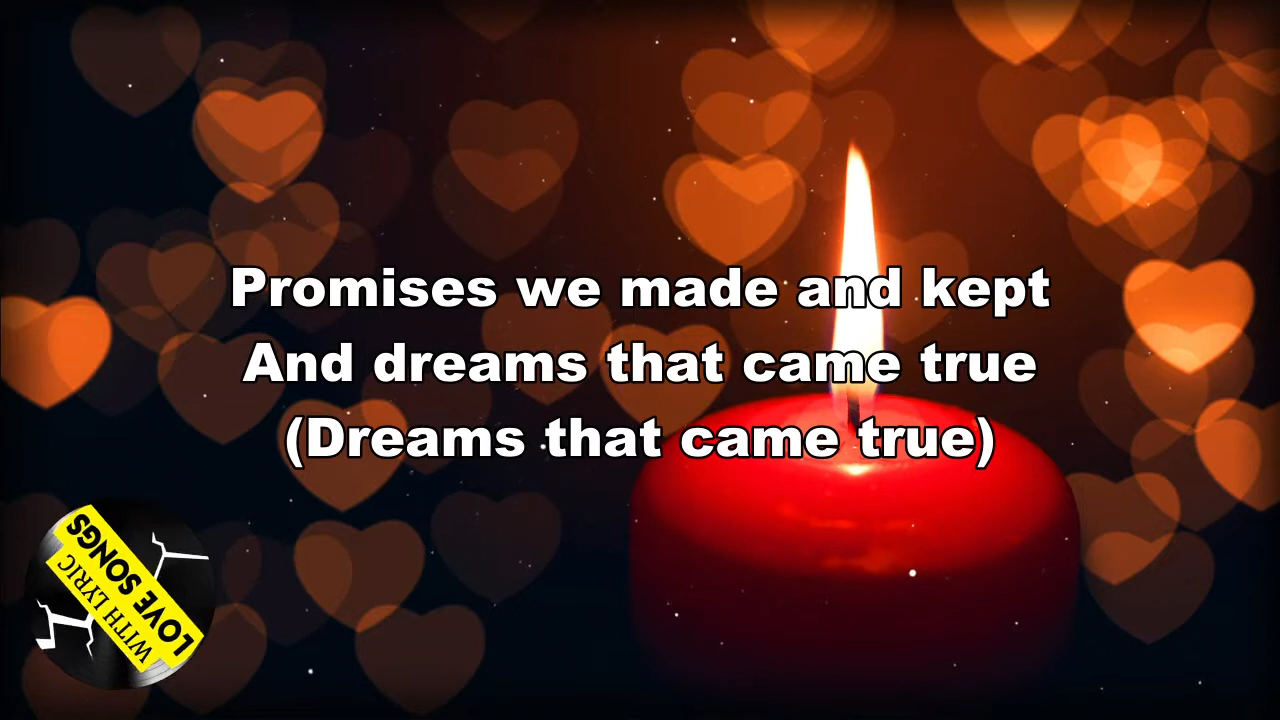 Promises we made and kept
And dreams that came true
(Dreams that came true)
LOVE SONGS
WITH LYRIC